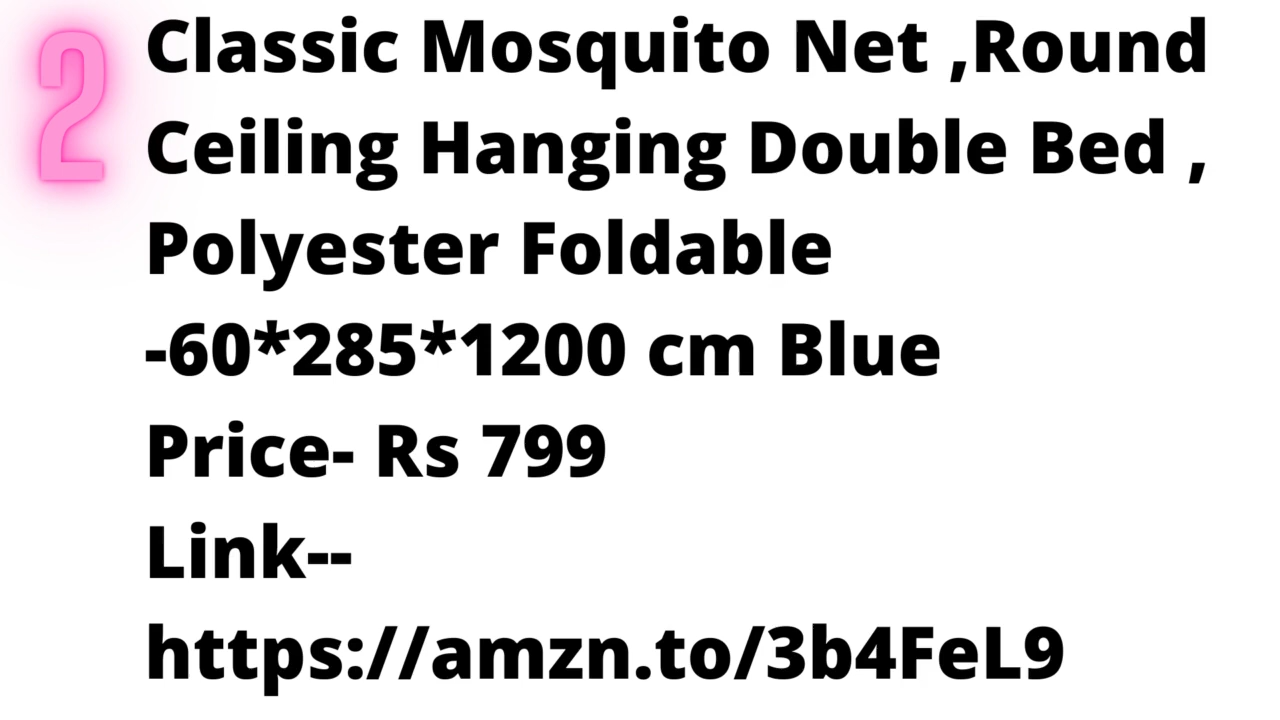 2
Classic Mosquito Net ,Round
Ceiling Hanging Double Bed ,
Polyester Foldable
-60*285*1200 cm Blue
Price- Rs 799
Link--
https://amzn.to/3b4FeL9